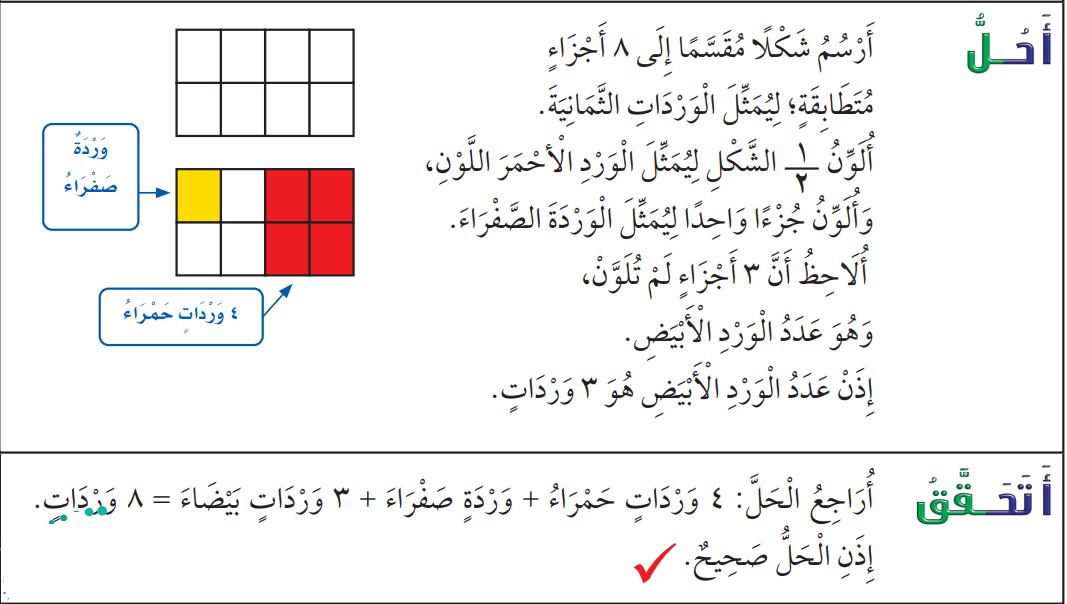 أَحُلُّ
أَرْسُمُ شَكْلًا مُقَسَّمًا إِلَى ٨ أَجْزَاءٍ
مُتَطَابِقَةٍ؛ لِيُمَثِّلَ الْوَرْدَاتِ الثَّمَانِيَةَ.
أُلَوِّنُ ١/٢ الشَّكْلِ لِيُمَثِّلَ الْوَرْدِ الْأَحْمَرَ اللَّوْنِ،
وَأُلَوِّنُ جُزْءًا وَاحِدًا لِيُمَثِّلَ الْوَرْدَةَ الصَّفْرَاءَ.
أُلَاحِظُ أَنَّ ٣ أَجْزَاءٍ لَمْ تُلَوَّنْ،
وَهُوَ عَدَدُ الْوَرْدِ الْأَبْيَضِ.
إِذَنْ عَدَدُ الْوَرْدِ الْأَبْيَضِ هُوَ ٣ وَرْدَاتٍ.
وَرْدَةٌ
صَفْرَاءُ
٤ وَرْدَاتٍ حَمْرَاءُ
أَتَحَقَّقُ
أُرَاجِعُ الْحَلَّ: ٤ وَرْدَاتٍ حَمْرَاءُ + وَرْدَةٍ صَفْرَاءَ + ٣ وَرْدَاتٍ بَيْضَاءَ = ٨ وَرْدَاتٍ.
إِذَنِ الْحَلُّ صَحِيحٌ.